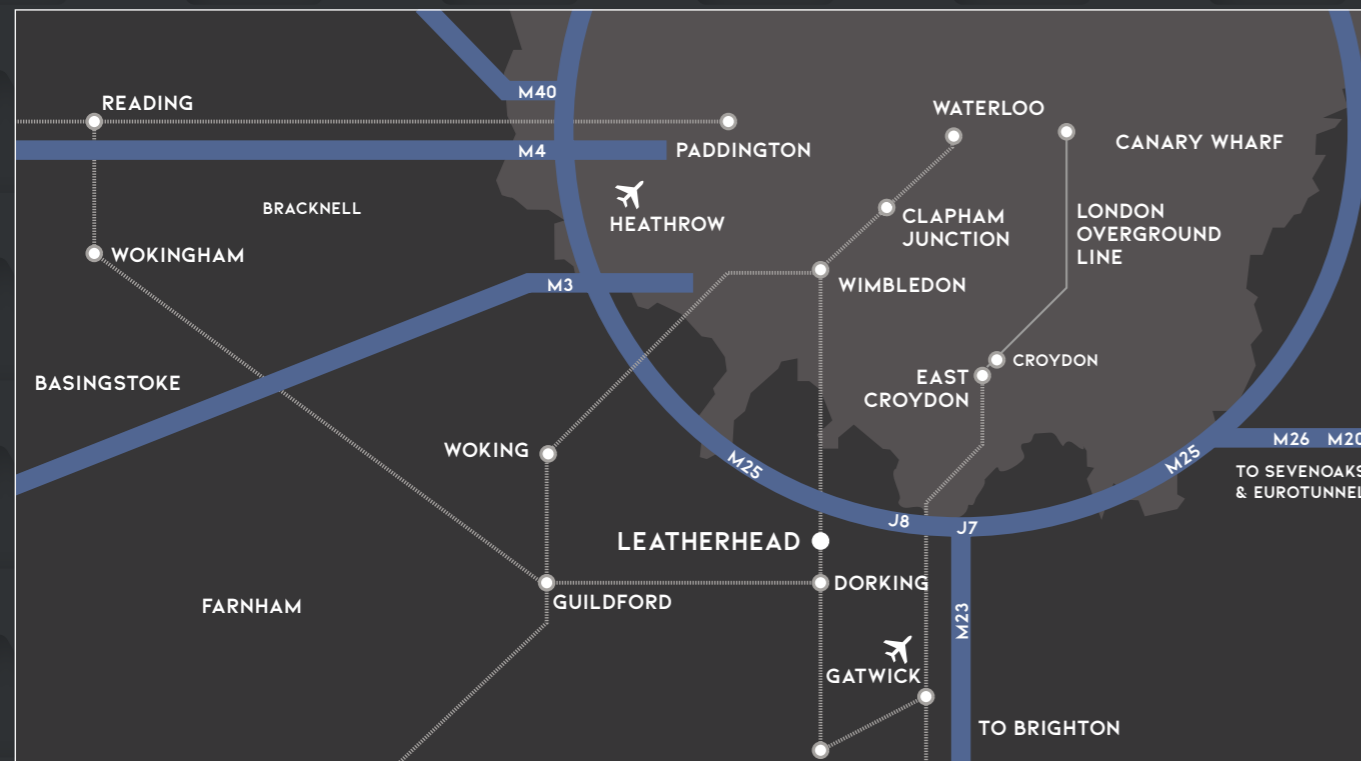 M40
READING
WATERLOO
M4
PADDINGTON
CANARY WHARF
BRACKNELL
HEATHROW
CLAPHAM
JUNCTION
LONDON
OVERGROUND
LINE
WOKINGHAM
M3
WIMBLEDON
BASINGSTOKE
EAST
CROYDON
CROYDON
WOKING
M25
M25
M26 M20
TO SEVENOAKS
& EUROTUNNEL
J8
J7
LEATHERHEAD
DORKING
GUILDFORD
FARNHAM
M23
GATWICK
TO BRIGHTON